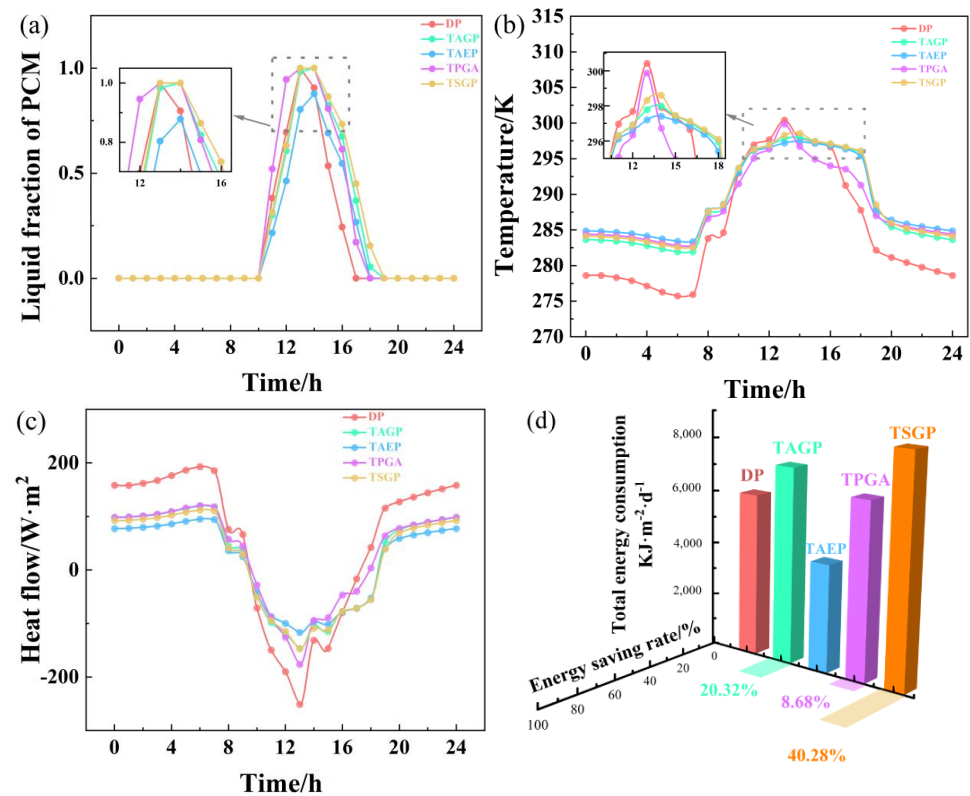 (a)
Liquid fraction of PCM
1.0
0.5
0.0
0 4 8 12 16 20 24
Time/h
DP
TAGP
TAEP
TPGA
TSGP
1.0
0.8
12 14 16
(b)
Temperature/K
315
310
305
300
295
290
285
280
275
270
0 4 8 12 16 20 24
Time/h
DP
TAGP
TAEP
TPGA
TSGP
300
298
296
12 15 18
(c)
Heat flow/W·m²
200
0
-200
0 4 8 12 16 20 24
Time/h
DP
TAGP
TAEP
TPGA
TSGP
(d)
Total energy consumption
KJ·m⁻²·d⁻¹
8,000
6,000
4,000
2,000
0
Energy saving rate/%
20
40
60
80
100
DP
TAGP
TAEP
TPGA
TSGP
20.32%
8.68%
40.28%